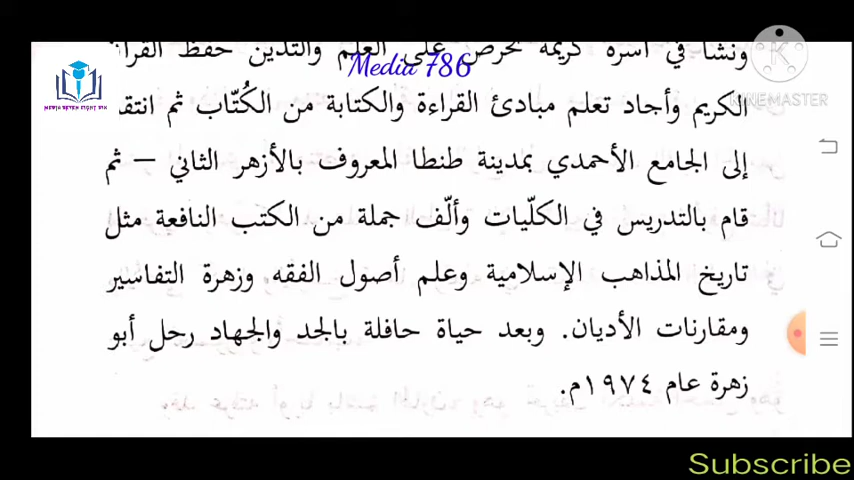 ونشأ في أسرة كريمة تحرص على العلم والتدين حفظ القرآ
الكريم وأجاد تعلم مبادئ القراءة والكتابة من الكُتّاب ثم انتقـ
إلى الجامع الأحمدي بمدينة طنطا المعروف بالأزهر الثاني – ثم
قام بالتدريس في الكلّيات وألّف جملة من الكتب النافعة مثل
تاريخ المذاهب الإسلامية وعلم أصول الفقه وزهرة التفاسير
ومقارنات الأديان. وبعد حياة حافلة بالجد والجهاد رحل أبو
زهرة عام ١٩٧٤م.
Media 786
KINEMASTER
Subscribe